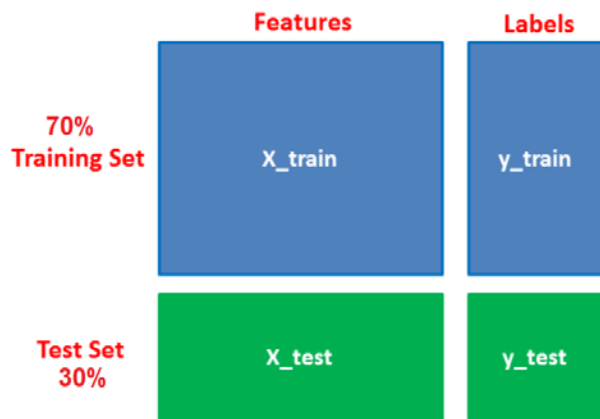 Features
Labels
70%
Training Set
X_train
y_train
Test Set
30%
X_test
y_test